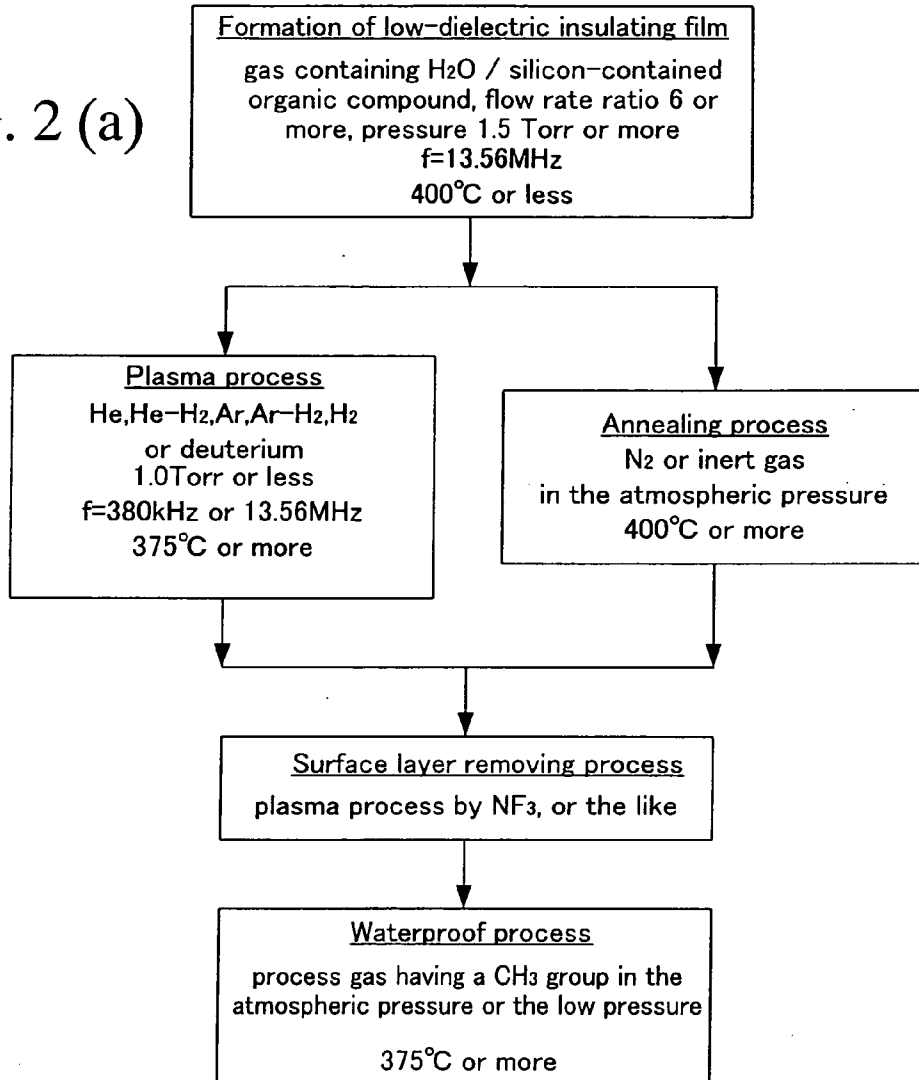 Formation of low-dielectric insulating film
gas containing H2O / silicon-contained
organic compound, flow rate ratio 6 or
more, pressure 1.5 Torr or more
f=13.56MHz
400°C or less
. 2 (a)
Plasma process
He,He-H2,Ar,Ar-H2,H2
or deuterium
1.0Torr or less
f=380kHz or 13.56MHz
375°C or more
Annealing process
N2 or inert gas
in the atmospheric pressure
400°C or more
Surface layer removing process
plasma process by NF3, or the like
Waterproof process
process gas having a CH3 group in the
atmospheric pressure or the low pressure
375°C or more